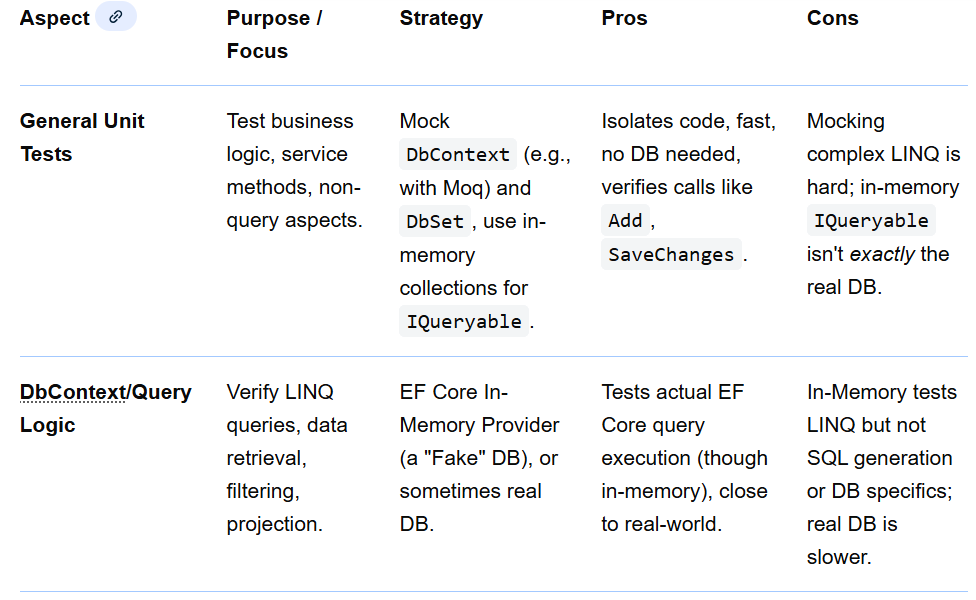 Aspect
Purpose /
Focus
Strategy
Pros
Cons
General Unit
Tests
Test business
logic, service
methods, non-
query aspects.
Mock
DbContext (e.g.,
with Moq) and
DbSet , use in-
memory
collections for
IQueryable .
Isolates code, fast,
no DB needed,
verifies calls like
Add ,
SaveChanges .
Mocking
complex LINQ is
hard; in-memory
IQueryable
isn't exactly the
real DB.
DbContext/Query
Logic
Verify LINQ
queries, data
retrieval,
filtering,
projection.
EF Core In-
Memory Provider
(a "Fake" DB), or
sometimes real
DB.
Tests actual EF
Core query
execution (though
in-memory), close
to real-world.
In-Memory tests
LINQ but not
SQL generation
or DB specifics;
real DB is
slower.